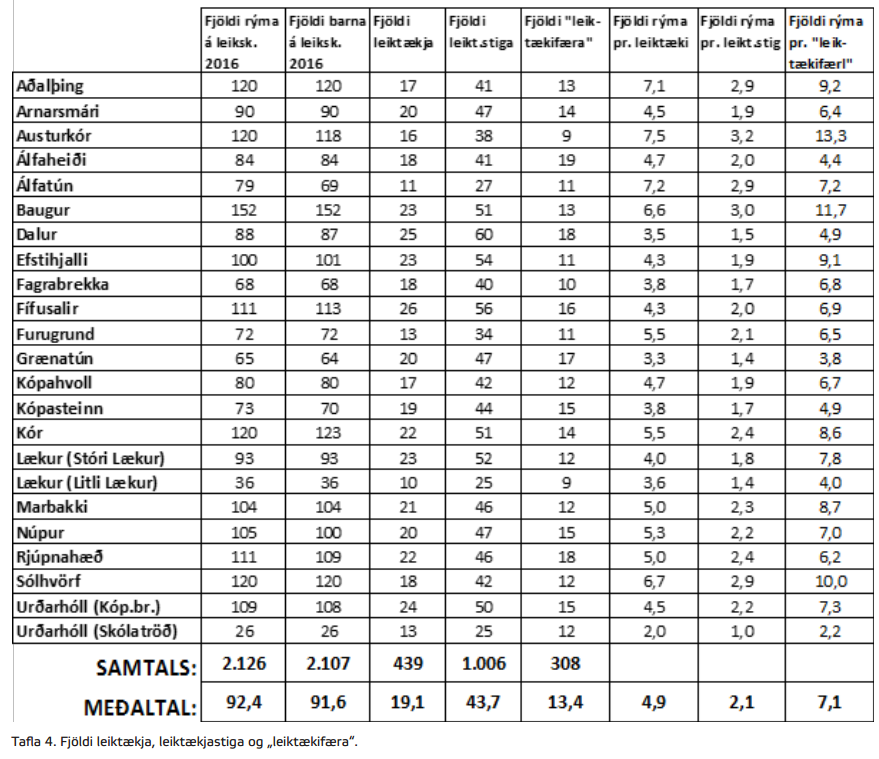 Fjöldi rýma á leiksk. 2016 | Fjöldi barna á leiksk. 2016 | Fjöldi leiktækja | Fjöldi leikt.stiga | Fjöldi "leik-tækifæra" | Fjöldi rýma pr. leiktæki | Fjöldi rýma pr. leikt.stig | Fjöldi rýma pr. "leik-tækifæri"
Aðalþing 120 120 17 41 13 7,1 2,9 9,2
Arnarsmári 90 90 20 47 14 4,5 1,9 6,4
Austurkór 120 118 16 38 9 7,5 3,2 13,3
Álfaheiði 84 84 18 41 19 4,7 2,0 4,4
Álfatún 79 69 11 27 11 7,2 2,9 7,2
Baugur 152 152 23 51 13 6,6 3,0 11,7
Dalur 88 87 25 60 18 3,5 1,5 4,9
Efstihjalli 100 101 23 54 11 4,3 1,9 9,1
Fagrabrekka 68 68 18 40 10 3,8 1,7 6,8
Fífusalir 111 113 26 56 16 4,3 2,0 6,9
Furugrund 72 72 13 34 11 5,5 2,1 6,5
Grænatún 65 64 20 47 17 3,3 1,4 3,8
Kópahvoll 80 80 17 42 12 4,7 1,9 6,7
Kópasteinn 73 70 19 44 15 3,8 1,7 4,9
Kór 120 123 22 51 14 5,5 2,4 8,6
Lækur (Stóri Lækur) 93 93 23 52 12 4,0 1,8 7,8
Lækur (Litli Lækur) 36 36 10 25 9 3,6 1,4 4,0
Marbakki 104 104 21 46 12 5,0 2,3 8,7
Núpur 105 100 20 47 15 5,3 2,2 7,0
Rjúpnahæð 111 109 22 46 18 5,0 2,4 6,2
Sólhvörf 120 120 18 42 12 6,7 2,9 10,0
Urðarhóll (Kóp.br.) 109 108 24 50 15 4,5 2,2 7,3
Urðarhóll (Skólatröð) 26 26 13 25 12 2,0 1,0 2,2
SAMTALS: 2.126 2.107 439 1.006 308
MEÐALTAL: 92,4 91,6 19,1 43,7 13,4 4,9 2,1 7,1
Tafla 4. Fjöldi leiktækja, leiktækjastiga og „leiktækifæra“.